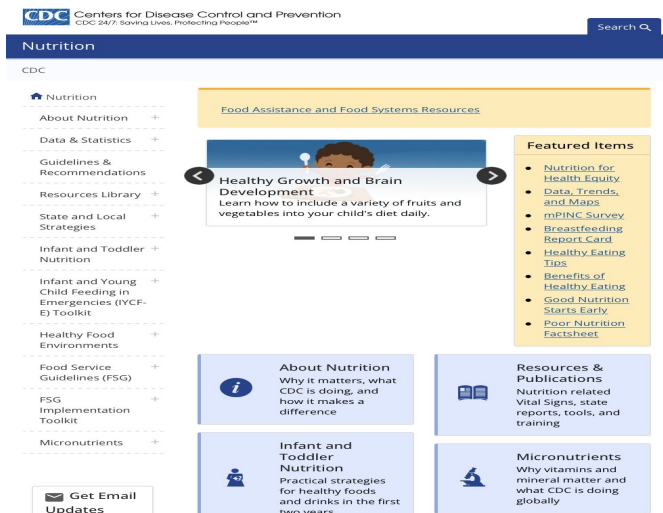 CDC Centers for Disease Control and Prevention
CDC 24/7: Saving Lives, Protecting People™
Search
Nutrition
CDC
Nutrition
About Nutrition +
Data & Statistics +
Guidelines &
Recommendations
Resources Library +
State and Local +
Strategies
Infant and Toddler +
Nutrition
Infant and Young +
Child Feeding in
Emergencies (IYCF-
E) Toolkit
Healthy Food +
Environments
Food Service +
Guidelines (FSG)
FSG +
Implementation
Toolkit
Micronutrients +
Get Email
Updates
Food Assistance and Food Systems Resources
Healthy Growth and Brain
Development
Learn how to include a variety of fruits and
vegetables into your child's diet daily.
Featured Items
Nutrition for
Health Equity
Data, Trends,
and Maps
mPINC Survey
Breastfeeding
Report Card
Healthy Eating
Tips
Benefits of
Healthy Eating
Good Nutrition
Starts Early
Poor Nutrition
Factsheet
About Nutrition
Why it matters, what
CDC is doing, and
how it makes a
difference
Resources &
Publications
Nutrition related
Vital Signs, state
reports, tools, and
training
Infant and
Toddler
Nutrition
Practical strategies
for healthy foods
and drinks in the first
two years
Micronutrients
Why vitamins and
mineral matter and
what CDC is doing
globally